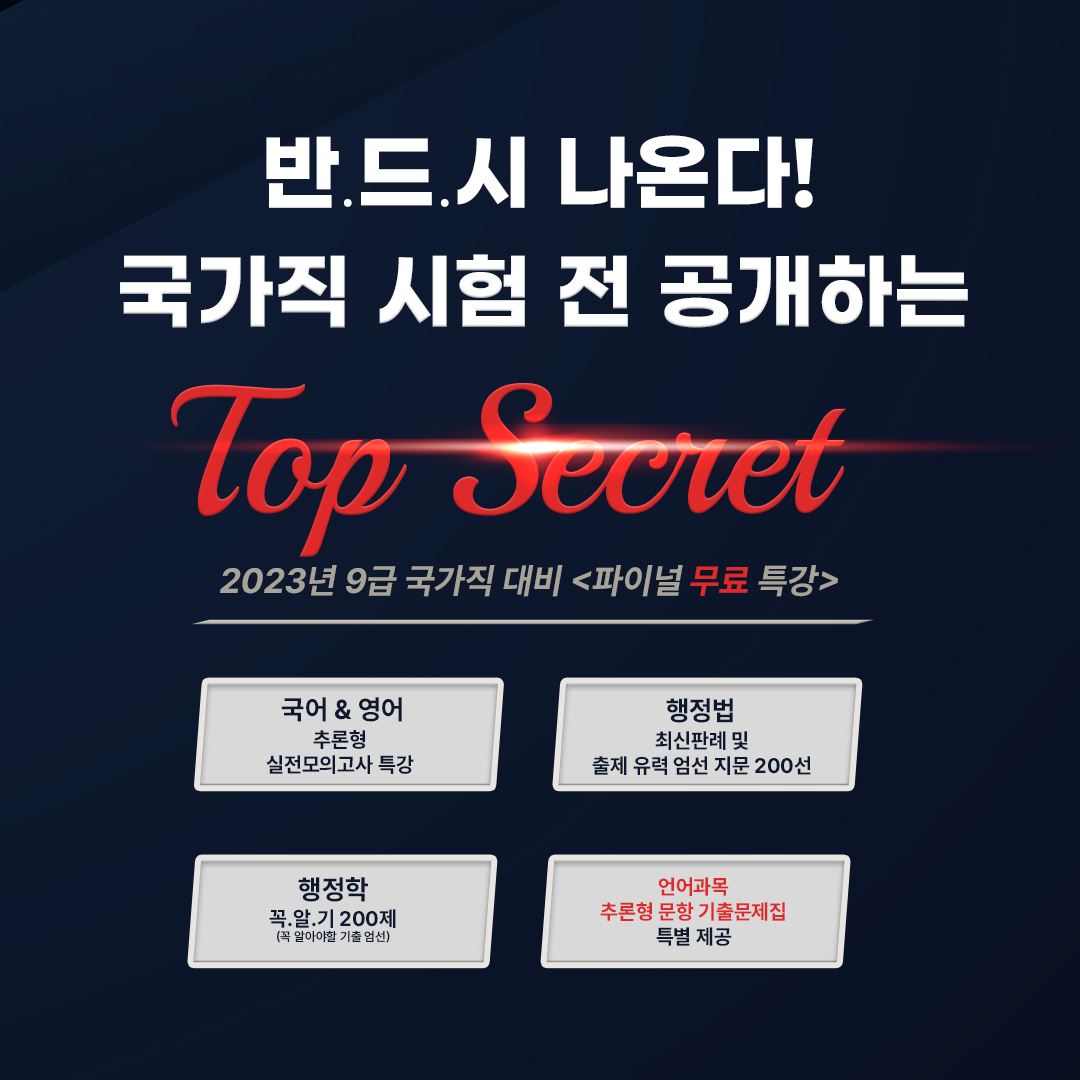 반.드.시 나온다!
국가직 시험 전 공개하는
Top Secret
2023년 9급 국가직 대비 <파이널 무료 특강>
국어 & 영어
추론형
실전모의고사 특강
행정법
최신판례 및
출제 유력 엄선 지문 200선
행정학
꼭.알.기 200제
(꼭 알아야할 기출 엄선)
언어과목
추론형 문항 기출문제집
특별 제공